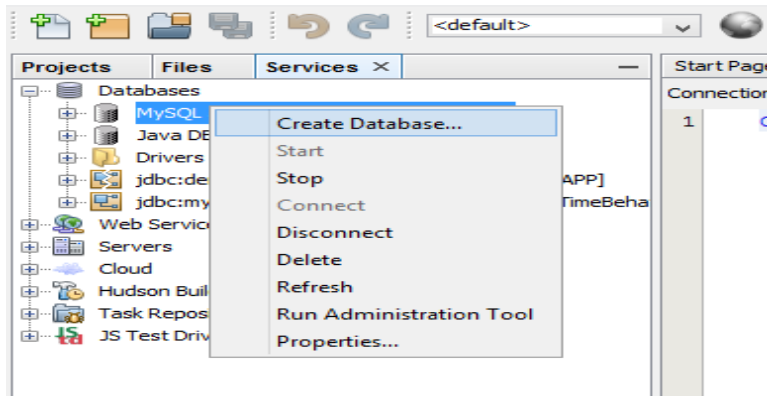 <default>
Projects Files Services ×
Start Pag
Databases
Connection
MySQL
Create Database...
1
Java DB
Start
Drivers
jdbc:de
Stop
APP]
jdbc:my
Connect
TimeBeha
Web Servic
Disconnect
Servers
Delete
Cloud
Refresh
Hudson Buil
Run Administration Tool
Task Repos
Properties...
JS Test Driv